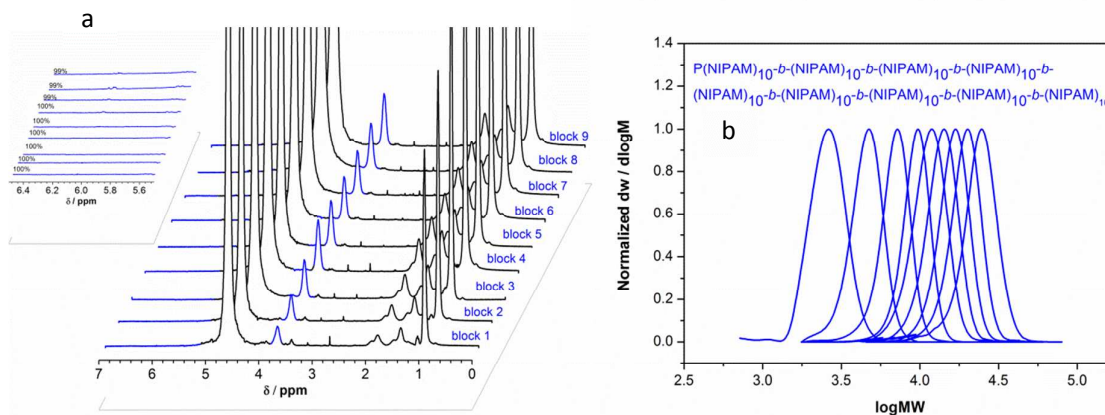 a
99%
99%
99%
100%
100%
100%
100%
100%
100%
6.4 6.2 6.0 5.8 5.6
δ / ppm
block 9
block 8
block 7
block 6
block 5
block 4
block 3
block 2
block 1
7 6 5 4 3 2 1 0
δ / ppm
1.4
1.2
1.0
0.8
0.6
0.4
0.2
0.0
Normalized dw / dlogM
P(NIPAM)10-b-(NIPAM)10-b-(NIPAM)10-b-(NIPAM)10-b-
(NIPAM)10-b-(NIPAM)10-b-(NIPAM)10-b-(NIPAM)10-b-(NIPAM)10
b
2.5 3.0 3.5 4.0 4.5 5.0
logMW